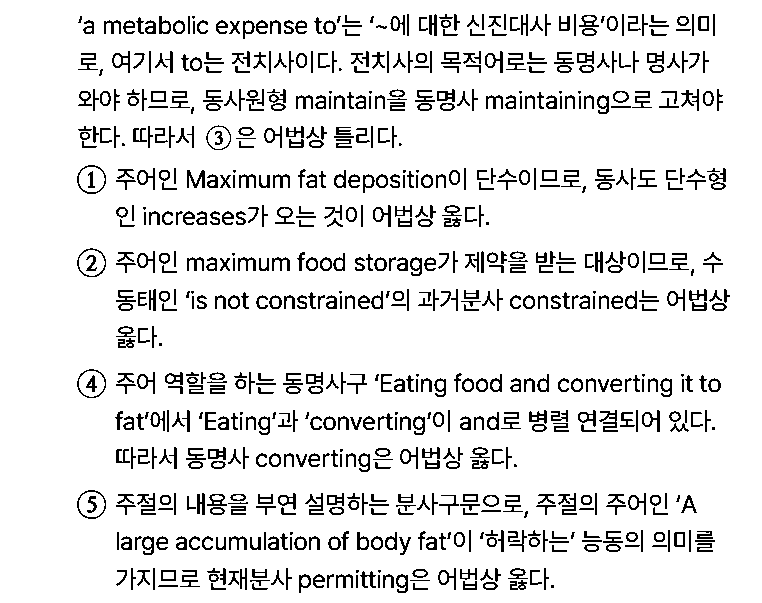 ‘a metabolic expense to’는 ‘~에 대한 신진대사 비용’이라는 의미
로, 여기서 to는 전치사이다. 전치사의 목적어로는 동명사나 명사가
와야 하므로, 동사원형 maintain을 동명사 maintaining으로 고쳐야
한다. 따라서 ③은 어법상 틀리다.
① 주어인 Maximum fat deposition이 단수이므로, 동사도 단수형
인 increases가 오는 것이 어법상 옳다.
② 주어인 maximum food storage가 제약을 받는 대상이므로, 수
동태인 ‘is not constrained’의 과거분사 constrained는 어법상
옳다.
④ 주어 역할을 하는 동명사구 ‘Eating food and converting it to
fat’에서 ‘Eating’과 ‘converting’이 and로 병렬 연결되어 있다.
따라서 동명사 converting은 어법상 옳다.
⑤ 주절의 내용을 부연 설명하는 분사구문으로, 주절의 주어인 ‘A
large accumulation of body fat’이 ‘허락하는’ 능동의 의미를
가지므로 현재분사 permitting은 어법상 옳다.